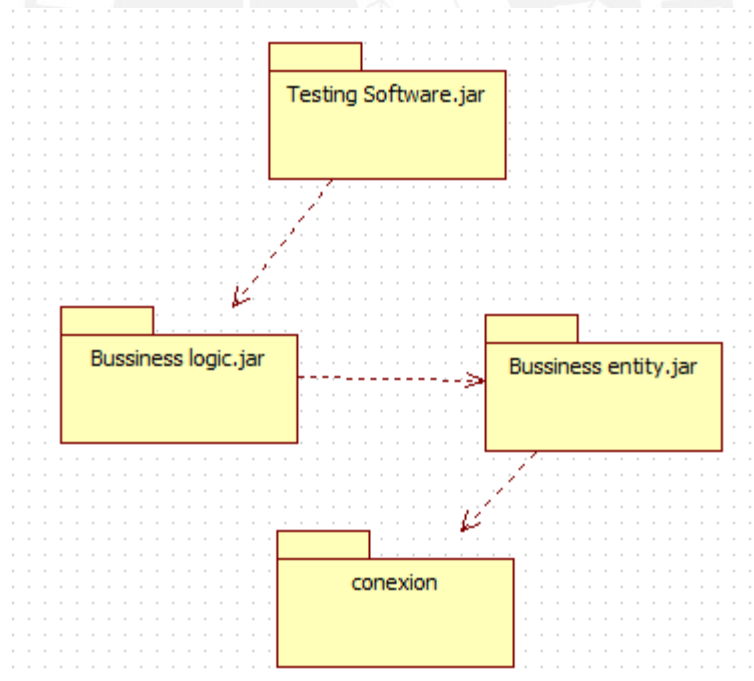 Testing Software.jar
Bussiness logic.jar
Bussiness entity.jar
conexion